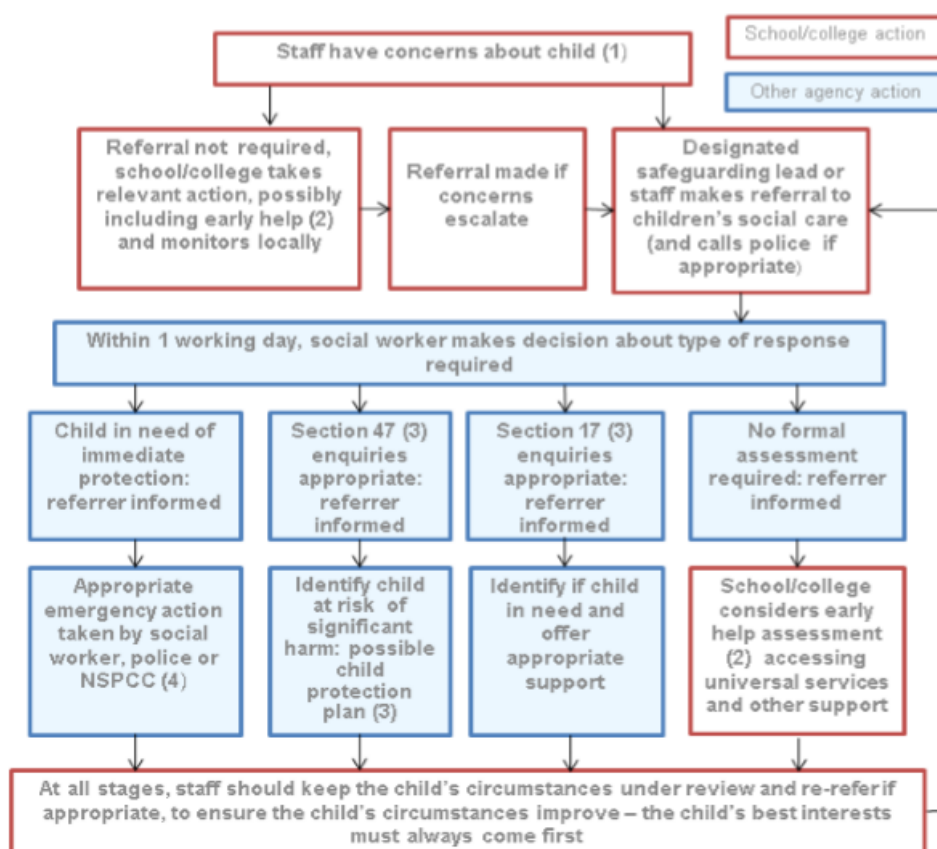 School/college action
Other agency action
Staff have concerns about child (1)
Referral not required,
school/college takes
relevant action, possibly
including early help (2)
and monitors locally
Referral made if
concerns
escalate
Designated
safeguarding lead or
staff makes referral to
children's social care
(and calls police if
appropriate)
Within 1 working day, social worker makes decision about type of response
required
Child in need of
immediate
protection:
referrer informed
Section 47 (3)
enquiries
appropriate:
referrer
informed
Section 17 (3)
enquiries
appropriate:
referrer
informed
No formal
assessment
required: referrer
informed
Appropriate
emergency action
taken by social
worker, police or
NSPCC (4)
Identify child
at risk of
significant
harm: possible
child
protection
plan (3)
Identify if child
in need and
offer
appropriate
support
School/college
considers early
help assessment
(2) accessing
universal services
and other support
At all stages, staff should keep the child's circumstances under review and re-refer if
appropriate, to ensure the child's circumstances improve – the child's best interests
must always come first